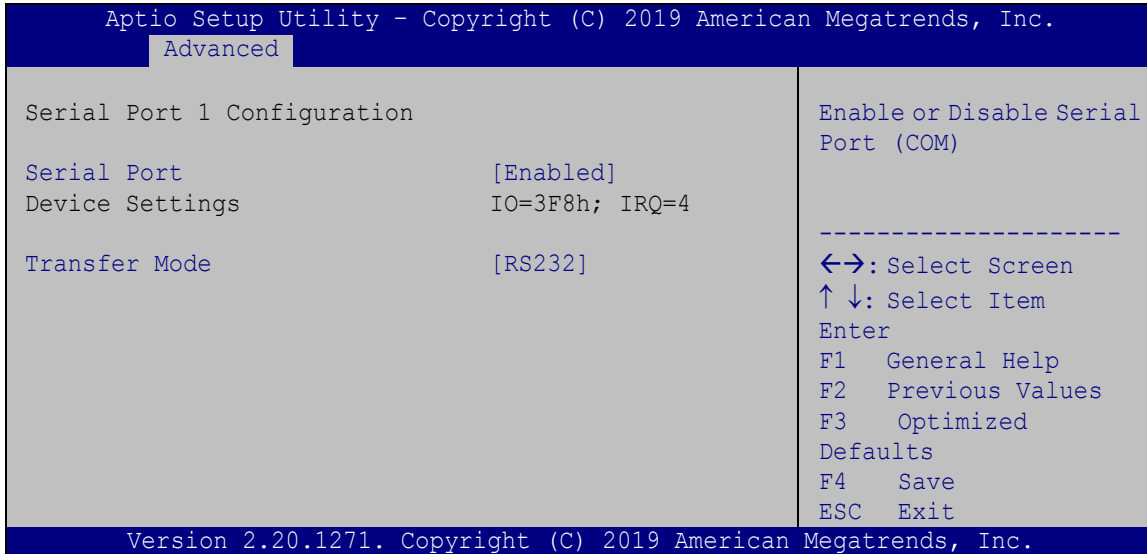 Aptio Setup Utility – Copyright (C) 2019 American Megatrends, Inc.
Advanced
Serial Port 1 Configuration
Serial Port [Enabled]
Device Settings IO=3F8h; IRQ=4
Transfer Mode [RS232]
Enable or Disable Serial
Port (COM)
---------------------
←→: Select Screen
↑ ↓: Select Item
Enter
F1 General Help
F2 Previous Values
F3 Optimized
Defaults
F4 Save
ESC Exit
Version 2.20.1271. Copyright (C) 2019 American Megatrends, Inc.